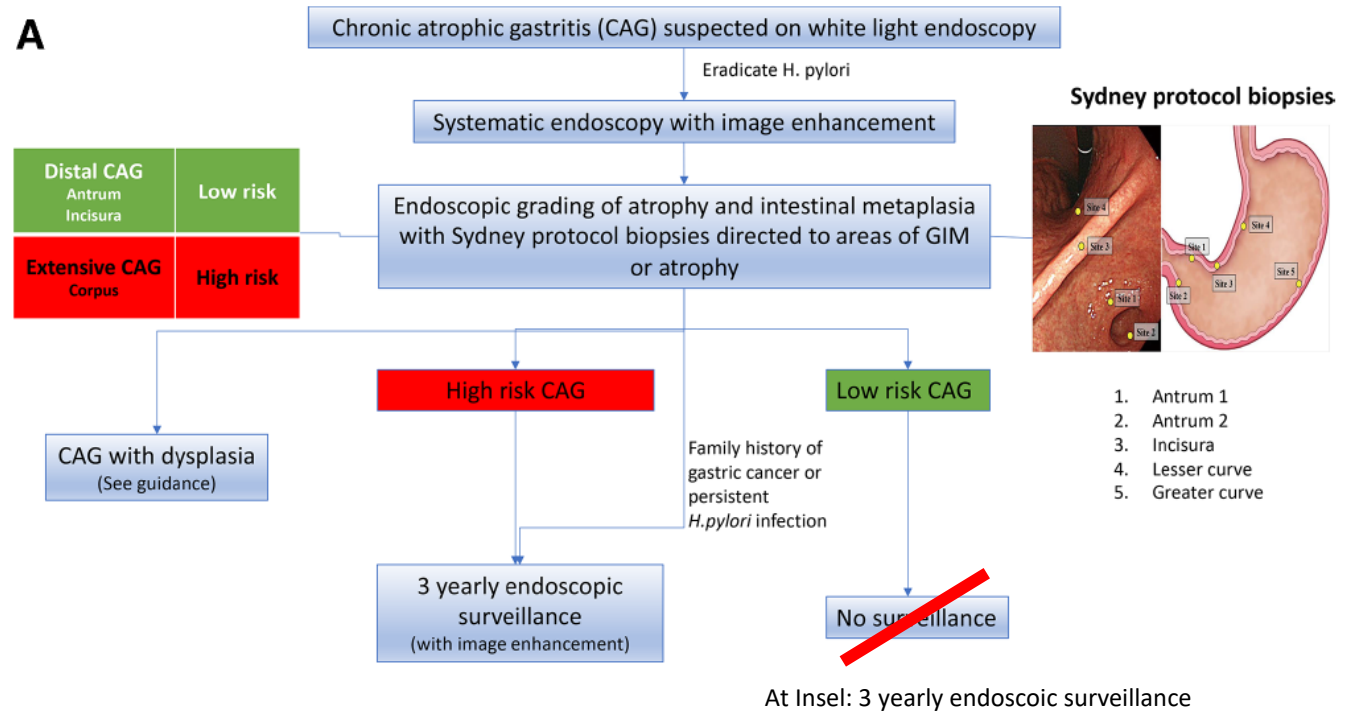 A
Chronic atrophic gastritis (CAG) suspected on white light endoscopy
Eradicate H. pylori
Systematic endoscopy with image enhancement
Distal CAG
Antrum
Incisura
Low risk
Extensive CAG
Corpus
High risk
Endoscopic grading of atrophy and intestinal metaplasia
with Sydney protocol biopsies directed to areas of GIM
or atrophy
Sydney protocol biopsies
Site 4
Site 3
Site 1
Site 2
Site 1
Site 2
Site 3
Site 4
Site 5
1. Antrum 1
2. Antrum 2
3. Incisura
4. Lesser curve
5. Greater curve
High risk CAG
Low risk CAG
CAG with dysplasia
(See guidance)
Family history of
gastric cancer or
persistent
H.pylori infection
3 yearly endoscopic
surveillance
(with image enhancement)
No surveillance
At Insel: 3 yearly endoscoic surveillance